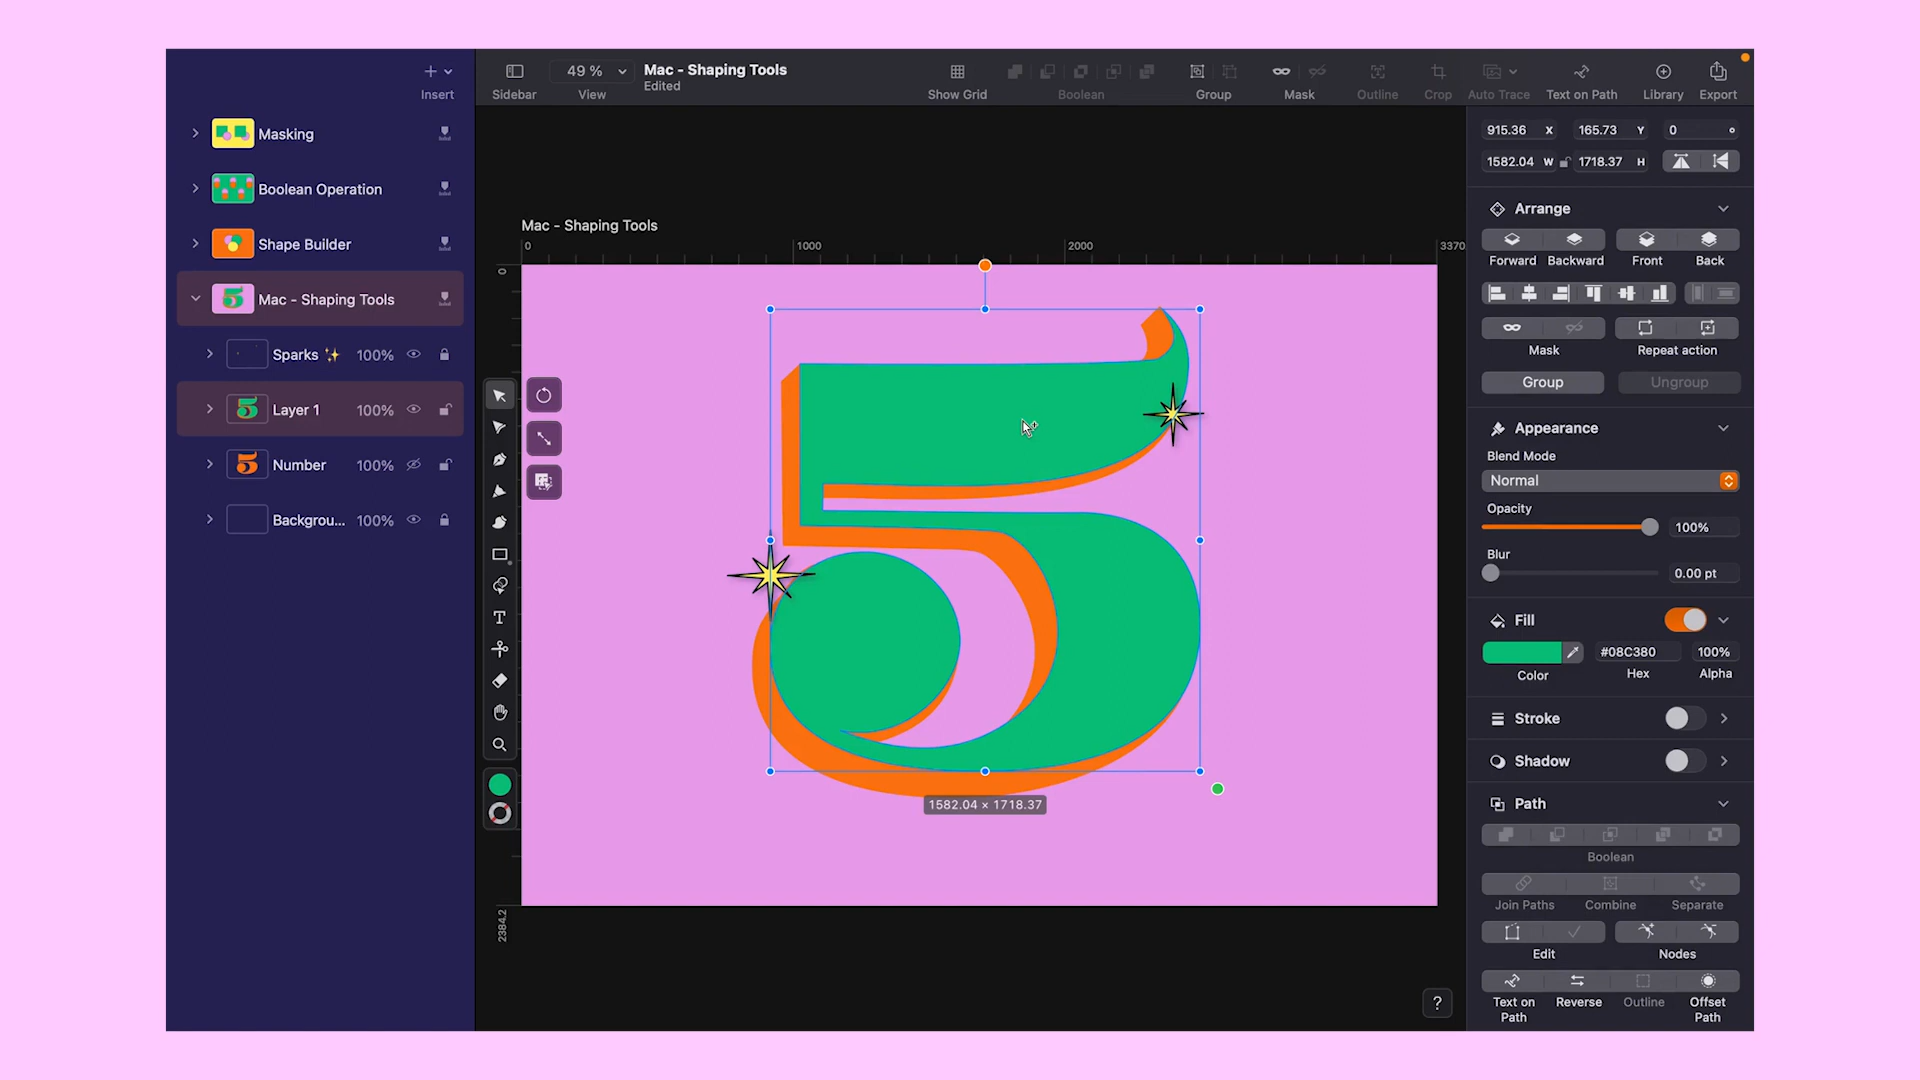 Insert
Masking
Boolean Operation
Shape Builder
Mac - Shaping Tools
Sparks ✨ 100%
Layer 1 100%
Number 100%
Backgrou... 100%
Sidebar
49 %
View
Mac - Shaping Tools
Edited
Show Grid
Boolean
Group
Mask
Outline
Crop
Auto Trace
Text on Path
Library
Export
Mac - Shaping Tools
0
1000
2000
3370
0
2384.2
5
1582.04 × 1718.37
?
915.36 X 165.73 Y 0 °
1582.04 W 1718.37 H
Arrange
Forward Backward Front Back
Mask Repeat action
Group Ungroup
Appearance
Blend Mode
Normal
Opacity
100%
Blur
0.00 pt
Fill
#08C380 100%
Color Hex Alpha
Stroke
Shadow
Path
Boolean
Join Paths Combine Separate
Edit Nodes
Text on Path Reverse Outline Offset Path